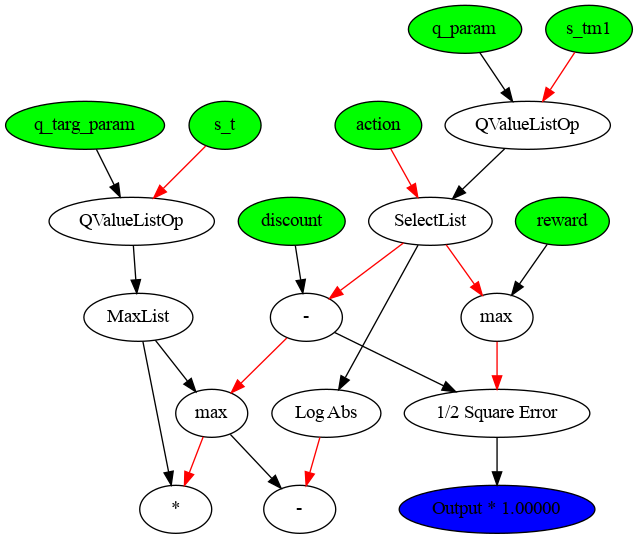 q_param
s_tm1
q_targ_param
s_t
action
QValueListOp
QValueListOp
discount
SelectList
reward
MaxList
-
max
max
Log Abs
1/2 Square Error
*
-
Output * 1.00000